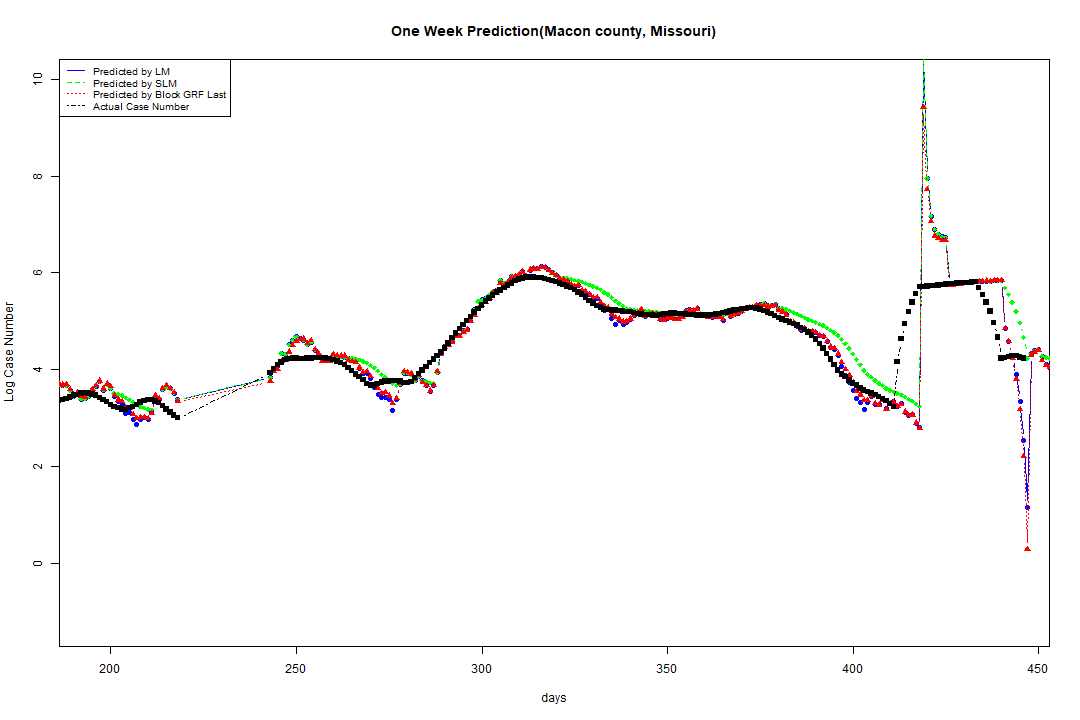 One Week Prediction(Macon county, Missouri)
Predicted by LM
Predicted by SLM
Predicted by Block GRF Last
Actual Case Number
10
8
6
4
2
0
Log Case Number
200 250 300 350 400 450
days